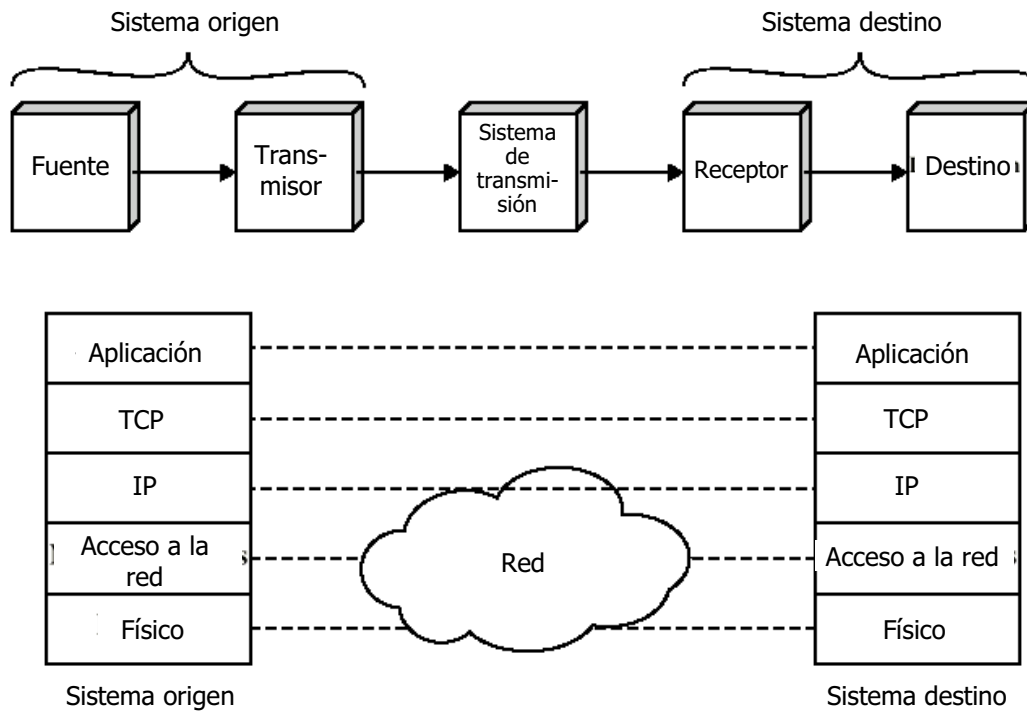 Sistema origen
Sistema destino
Fuente
Trans-
misor
Sistema
de
transmi-
sión
Receptor
Destino
Aplicación
Aplicación
TCP
TCP
IP
IP
Acceso a la
red
Red
Acceso a la red
Físico
Físico
Sistema origen
Sistema destino